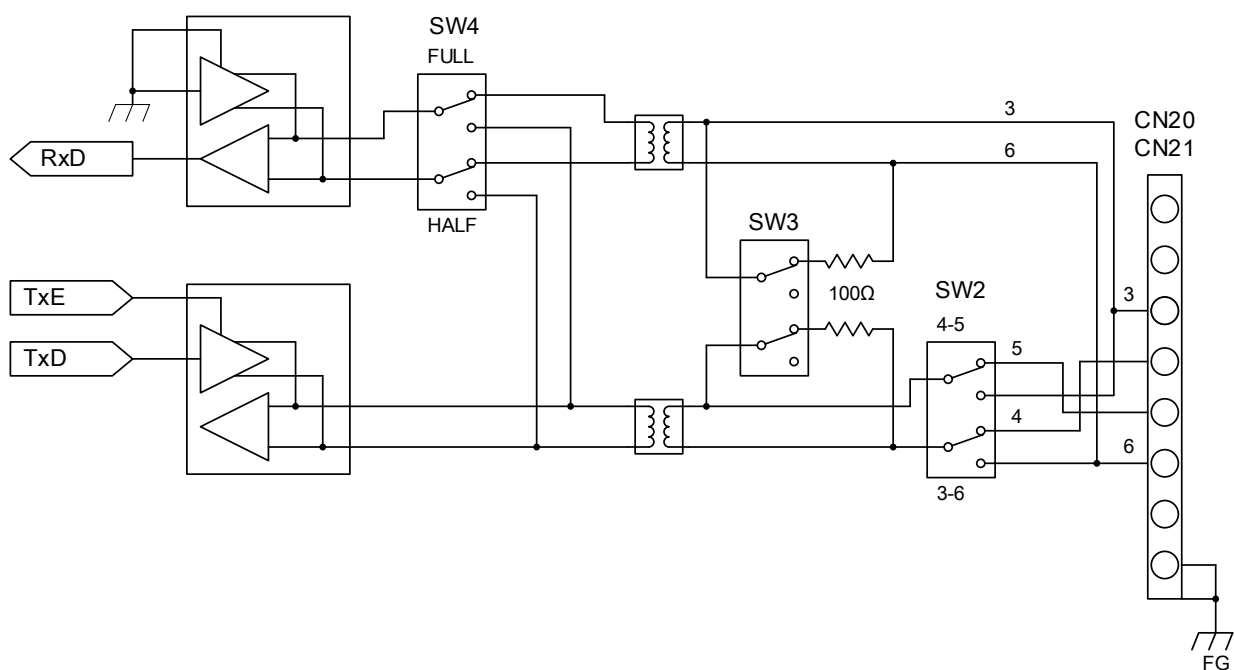 SW4
FULL
RxD
HALF
3
6
CN20
CN21
SW3
100Ω
TxE
TxD
SW2
4-5
3
5
4
6
3-6
FG